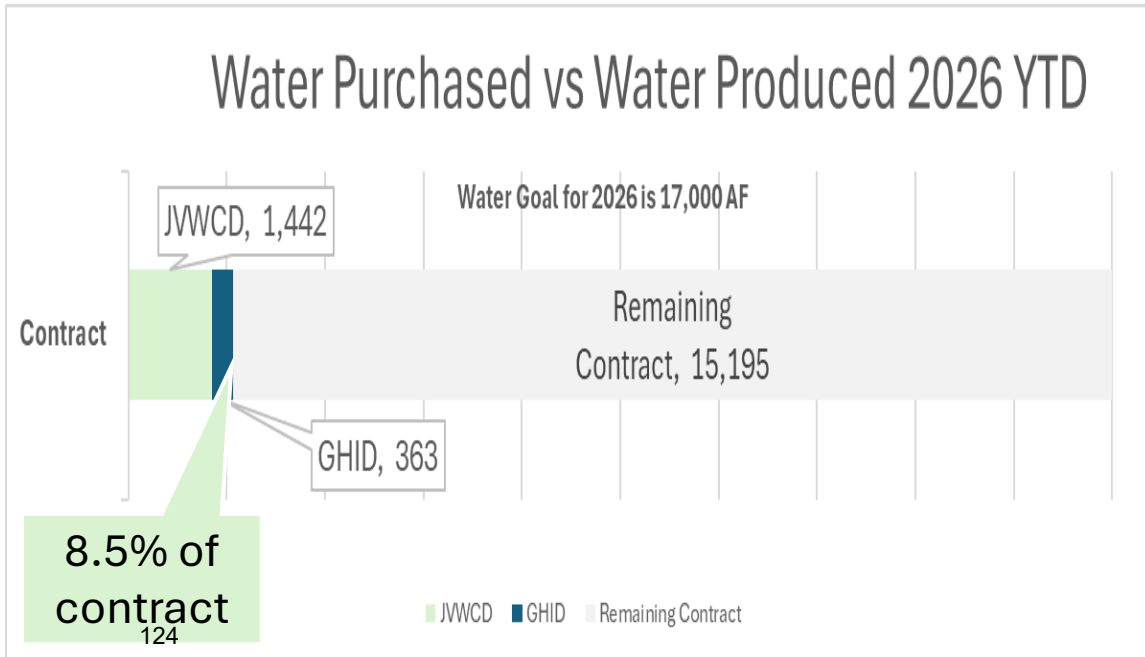 Water Purchased vs Water Produced 2026 YTD
Water Goal for 2026 is 17,000 AF
JVWCD, 1,442
Contract
Remaining
Contract, 15,195
GHID, 363
8.5% of
contract
124
JVWCD GHID Remaining Contract